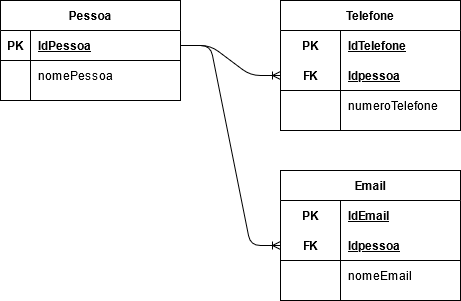 Pessoa
PK IdPessoa
nomePessoa
Telefone
PK IdTelefone
FK Idpessoa
numeroTelefone
Email
PK IdEmail
FK Idpessoa
nomeEmail